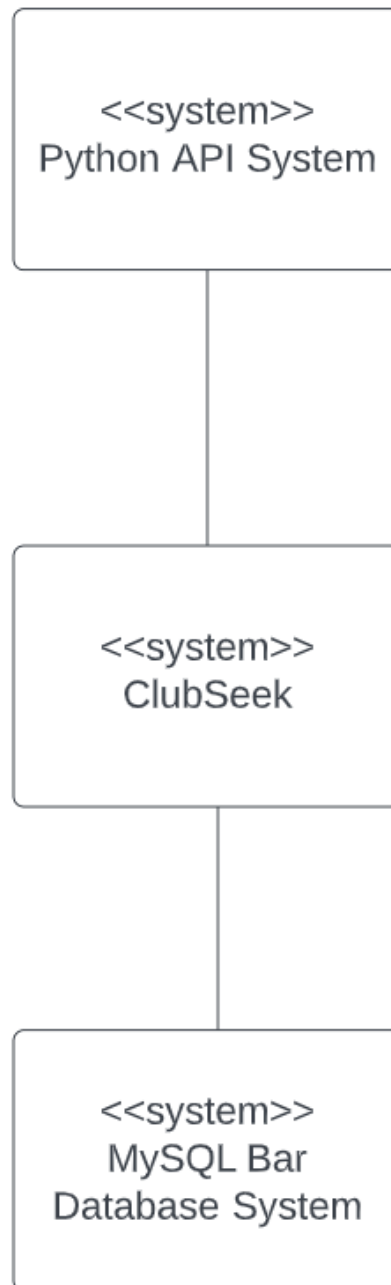 <<system>>
Python API System
<<system>>
ClubSeek
<<system>>
MySQL Bar
Database System